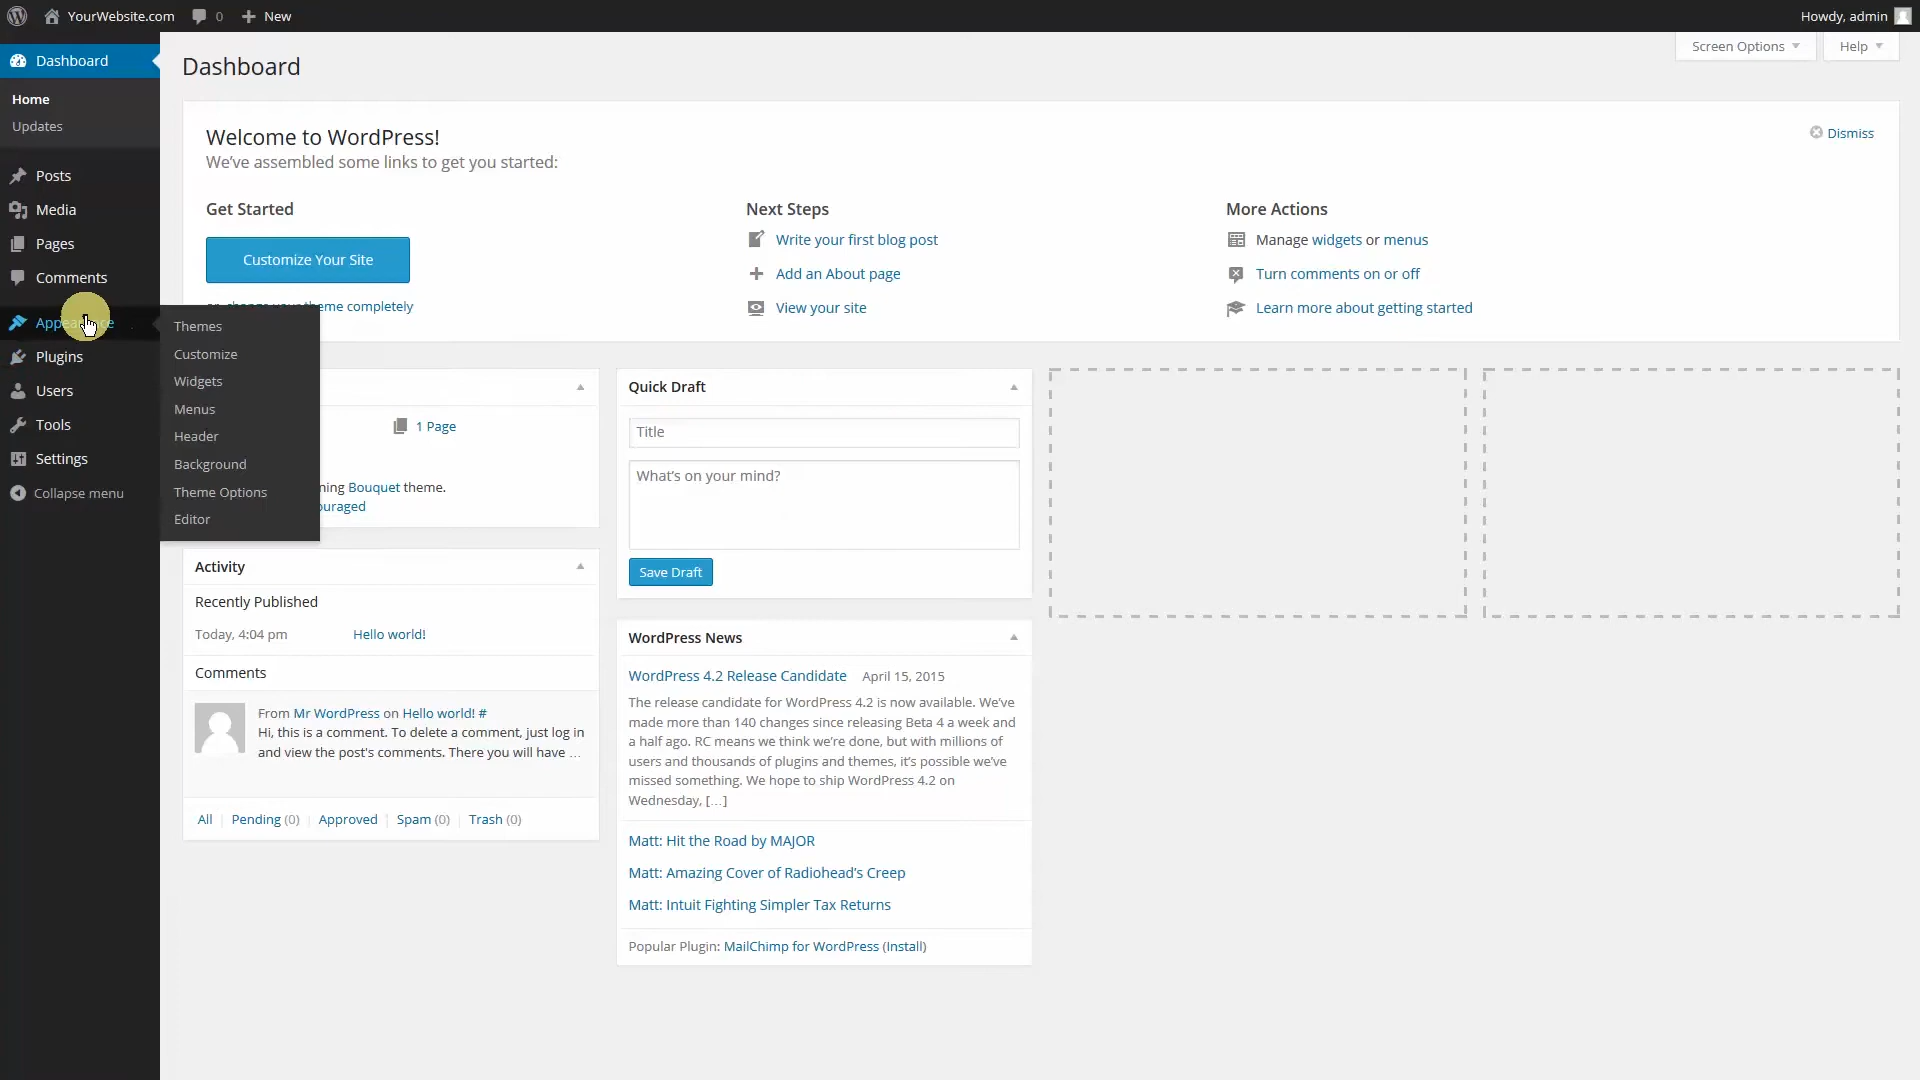 YourWebsite.com
0
New
Howdy, admin
Dashboard
Home
Updates
Posts
Media
Pages
Comments
Appearance
Plugins
Users
Tools
Settings
Collapse menu
Themes
Customize
Widgets
Menus
Header
Background
Theme Options
Editor
Screen Options
Help
Dashboard
Welcome to WordPress!
We've assembled some links to get you started:
Dismiss
Get Started
Customize Your Site
or, change your theme completely
Next Steps
Write your first blog post
Add an About page
View your site
More Actions
Manage widgets or menus
Turn comments on or off
Learn more about getting started
1 Page
ning Bouquet theme.
ouraged
Activity
Recently Published
Today, 4:04 pm Hello world!
Comments
From Mr WordPress on Hello world! #
Hi, this is a comment. To delete a comment, just log in
and view the post's comments. There you will have ...
All | Pending (0) | Approved | Spam (0) | Trash (0)
Quick Draft
Title
What's on your mind?
Save Draft
WordPress News
WordPress 4.2 Release Candidate April 15, 2015
The release candidate for WordPress 4.2 is now available. We've
made more than 140 changes since releasing Beta 4 a week and
a half ago. RC means we think we're done, but with millions of
users and thousands of plugins and themes, it's possible we've
missed something. We hope to ship WordPress 4.2 on
Wednesday, [...]
Matt: Hit the Road by MAJOR
Matt: Amazing Cover of Radiohead's Creep
Matt: Intuit Fighting Simpler Tax Returns
Popular Plugin: MailChimp for WordPress (Install)